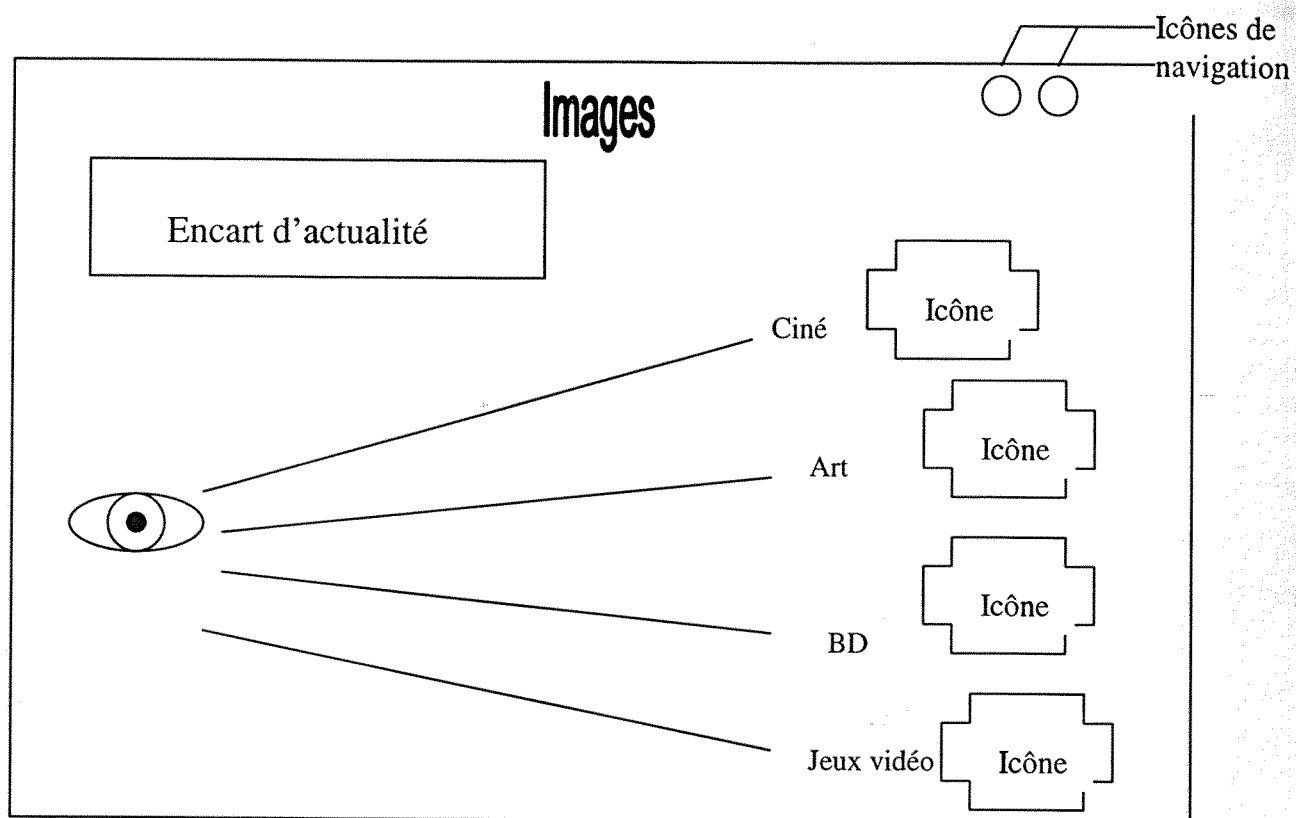 Icônes de
navigation
Images
Encart d'actualité
Ciné
Icône
Art
Icône
BD
Icône
Jeux vidéo
Icône